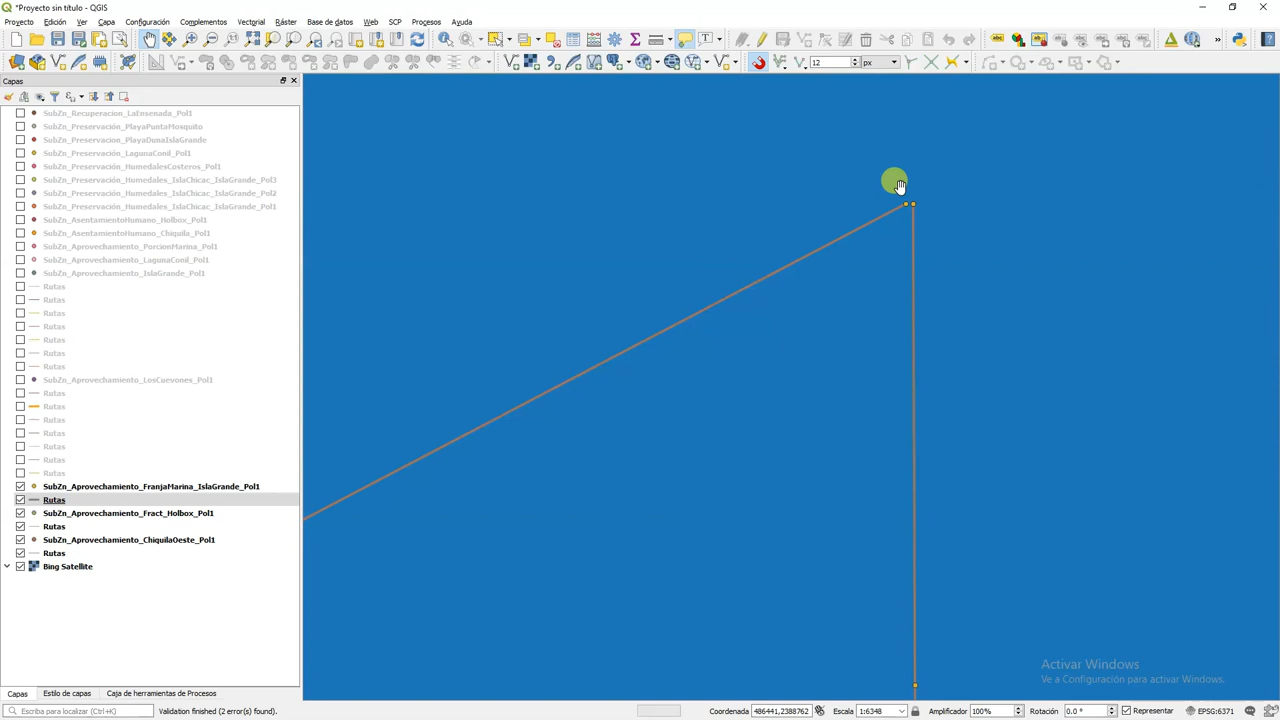 *Proyecto sin título - QGIS
Proyecto Edición Ver Capa Configuración Complementos Vectorial Ráster Base de datos Web SCP Procesos Ayuda
12 px
Capas
SubZn_Recuperacion_LaEnsenada_Pol1
SubZn_Preservación_PlayaPuntaMosquito
SubZn_Preservación_PlayaDunaIslaGrande
SubZn_Preservación_LagunaConil_Pol1
SubZn_Preservación_HumedalesCosteros_Pol1
SubZn_Preservación_Humedales_IslaChicac_IslaGrande_Pol3
SubZn_Preservación_Humedales_IslaChicac_IslaGrande_Pol2
SubZn_Preservación_Humedales_IslaChicac_IslaGrande_Pol1
SubZn_AsentamientoHumano_Holbox_Pol1
SubZn_AsentamientoHumano_Chiquila_Pol1
SubZn_Aprovechamiento_PorcionMarina_Pol1
SubZn_Aprovechamiento_LagunaConil_Pol1
SubZn_Aprovechamiento_IslaGrande_Pol1
Rutas
Rutas
Rutas
Rutas
Rutas
Rutas
Rutas
SubZn_Aprovechamiento_LosCuevones_Pol1
Rutas
Rutas
Rutas
Rutas
Rutas
Rutas
Rutas
SubZn_Aprovechamiento_FranjaMarina_IslaGrande_Pol1
Rutas
SubZn_Aprovechamiento_Fract_Holbox_Pol1
Rutas
SubZn_Aprovechamiento_ChiquilaOeste_Pol1
Rutas
Bing Satellite
Activar Windows
Ve a Configuración para activar Windows.
Capas Estilo de capas Caja de herramientas de Procesos
Escriba para localizar (Ctrl+K) Validation finished (2 error(s) found). Coordenada 486441,2388762 Escala 1:6348 Amplificador 100% Rotación 0.0 ° Representar EPSG:6371